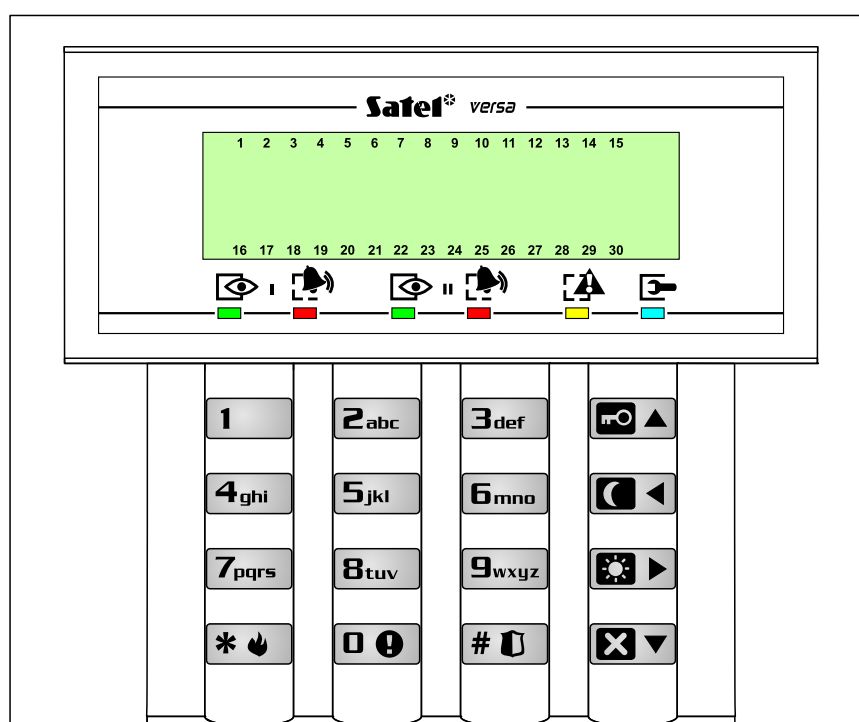 Satel versa
1 2 3 4 5 6 7 8 9 10 11 12 13 14 15
16 17 18 19 20 21 22 23 24 25 26 27 28 29 30
I II
1 2abc 3def
4ghi 5jkl 6mno
7pqrs 8tuv 9wxyz
* 0 #